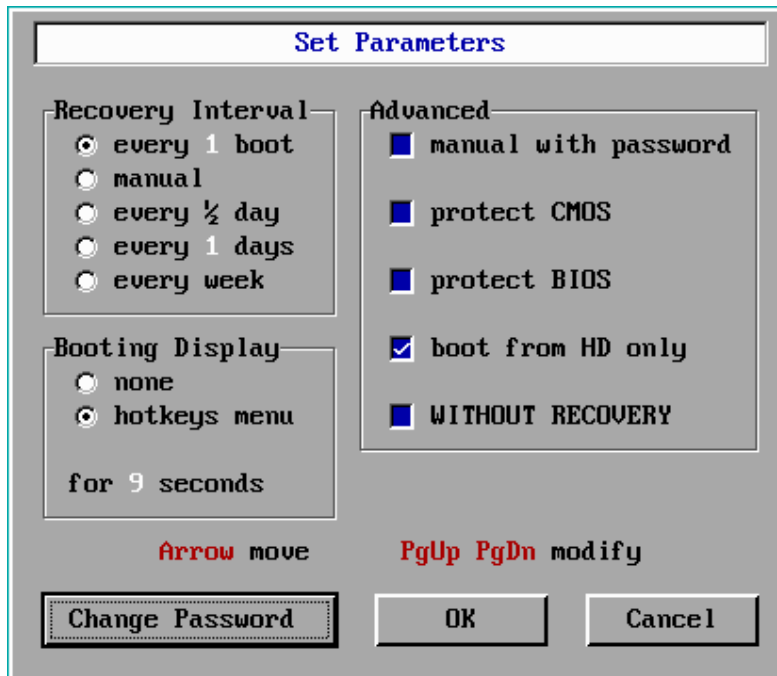 Set Parameters
Recovery Interval
every 1 boot
manual
every ½ day
every 1 days
every week
Booting Display
none
hotkeys menu
for 9 seconds
Advanced
manual with password
protect CMOS
protect BIOS
boot from HD only
WITHOUT RECOVERY
Arrow move PgUp PgDn modify
Change Password OK Cancel